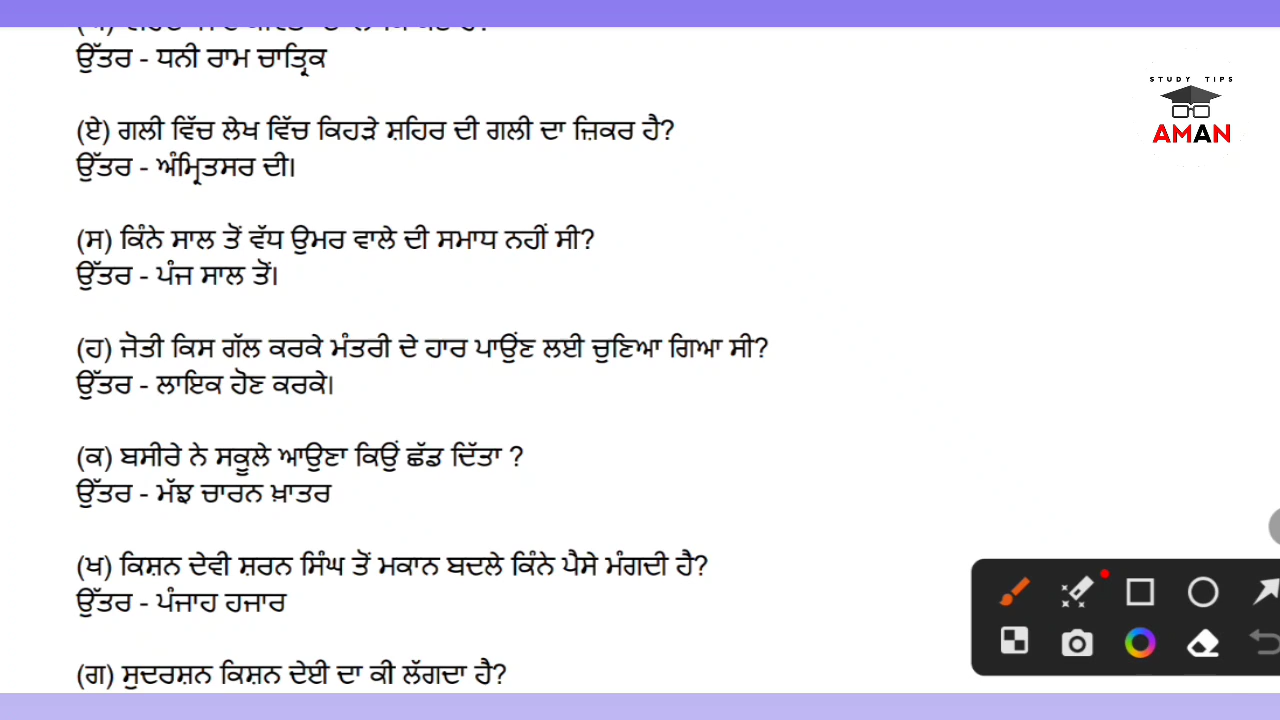 ਉੱਤਰ - ਧਨੀ ਰਾਮ ਚਾਤ੍ਰਿਕ
STUDY TIPS
AMAN
(ਏ) ਗਲੀ ਵਿੱਚ ਲੇਖ ਵਿੱਚ ਕਿਹੜੇ ਸ਼ਹਿਰ ਦੀ ਗਲੀ ਦਾ ਜ਼ਿਕਰ ਹੈ?
ਉੱਤਰ - ਅੰਮ੍ਰਿਤਸਰ ਦੀ।
(ਸ) ਕਿੰਨੇ ਸਾਲ ਤੋਂ ਵੱਧ ਉਮਰ ਵਾਲੇ ਦੀ ਸਮਾਧ ਨਹੀਂ ਸੀ?
ਉੱਤਰ - ਪੰਜ ਸਾਲ ਤੋਂ।
(ਹ) ਜੋਤੀ ਕਿਸ ਗੱਲ ਕਰਕੇ ਮੰਤਰੀ ਦੇ ਹਾਰ ਪਾਉਂਣ ਲਈ ਚੁਣਿਆ ਗਿਆ ਸੀ?
ਉੱਤਰ - ਲਾਇਕ ਹੋਣ ਕਰਕੇ।
(ਕ) ਬਸੀਰੇ ਨੇ ਸਕੂਲੇ ਆਉਣਾ ਕਿਉਂ ਛੱਡ ਦਿੱਤਾ ?
ਉੱਤਰ - ਮੱਝ ਚਾਰਨ ਖ਼ਾਤਰ
(ਖ) ਕਿਸ਼ਨ ਦੇਵੀ ਸ਼ਰਨ ਸਿੰਘ ਤੋਂ ਮਕਾਨ ਬਦਲੇ ਕਿੰਨੇ ਪੈਸੇ ਮੰਗਦੀ ਹੈ?
ਉੱਤਰ - ਪੰਜਾਹ ਹਜਾਰ
(ਗ) ਸੁਦਰਸ਼ਨ ਕਿਸ਼ਨ ਦੇਈ ਦਾ ਕੀ ਲੱਗਦਾ ਹੈ?